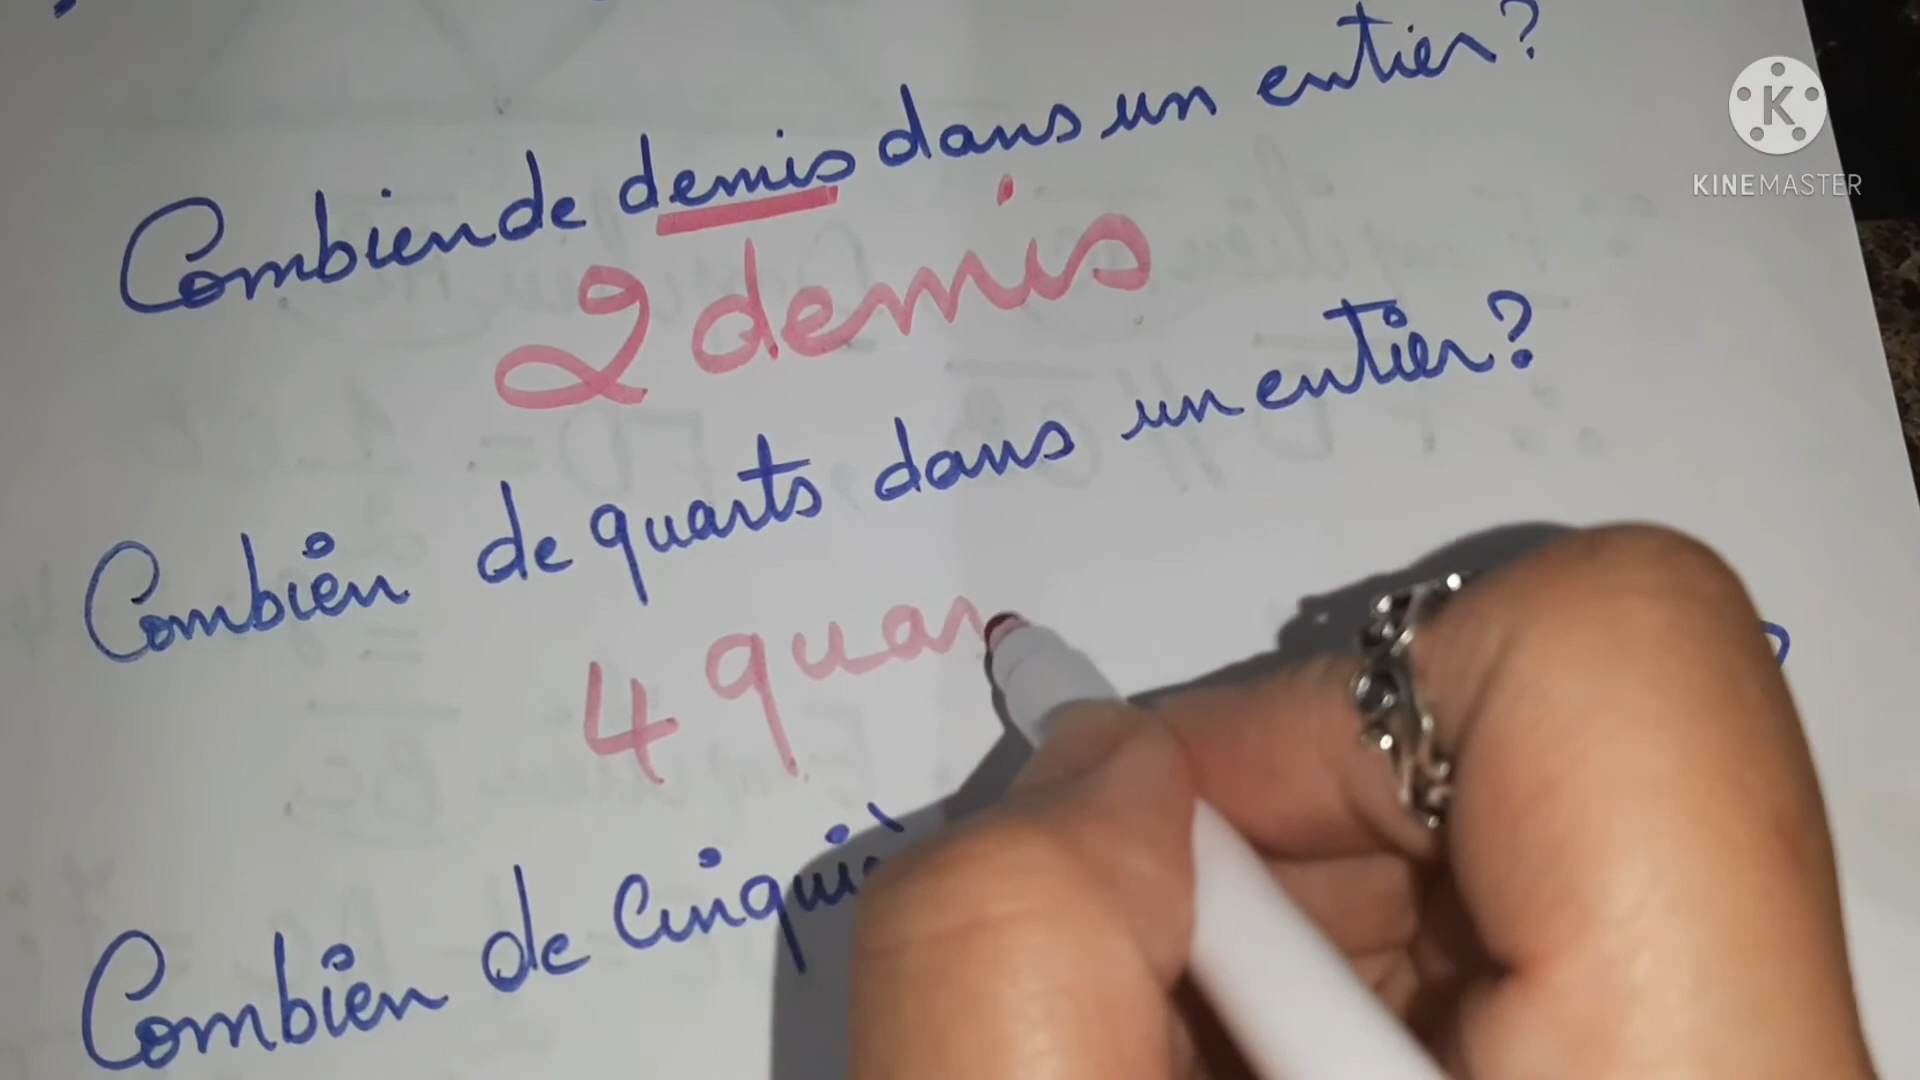 Combien de demis dans un entier?
2 demis
Combien de quarts dans un entier?
4 quar
Combien de
KINEMASTER